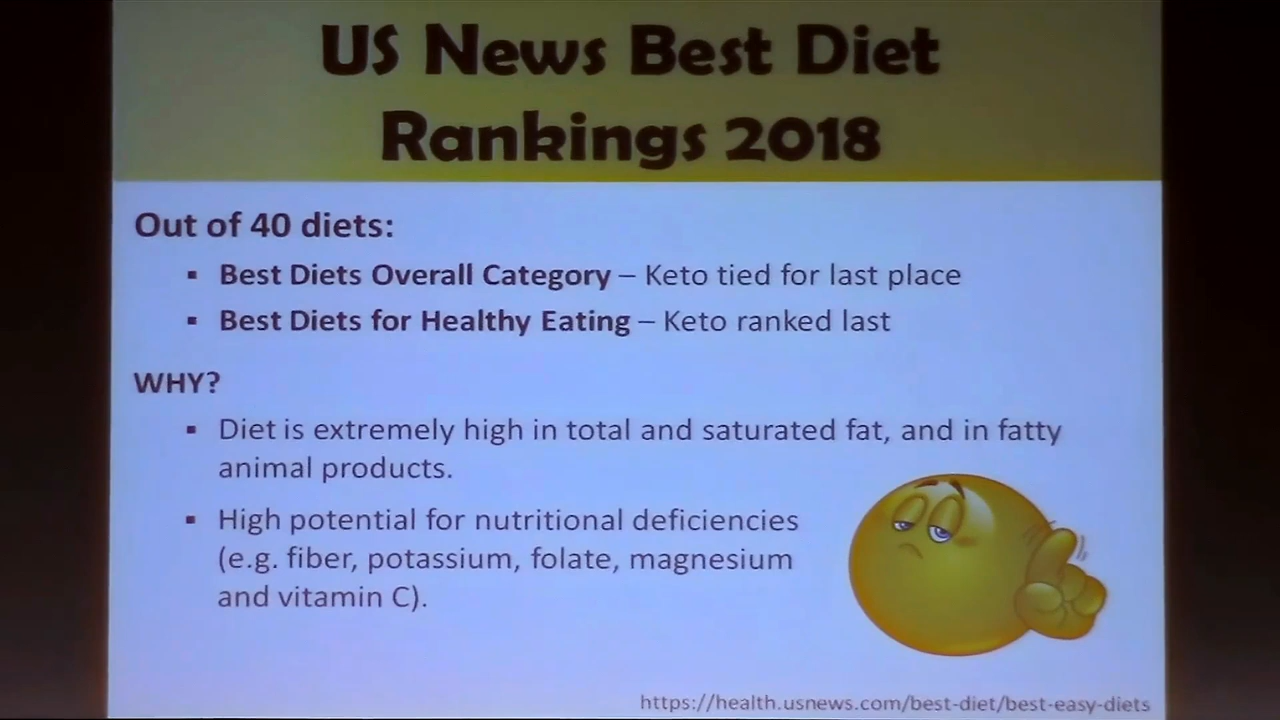 US News Best Diet
Rankings 2018
Out of 40 diets:
▪ Best Diets Overall Category – Keto tied for last place
▪ Best Diets for Healthy Eating – Keto ranked last
WHY?
▪ Diet is extremely high in total and saturated fat, and in fatty
animal products.
▪ High potential for nutritional deficiencies
(e.g. fiber, potassium, folate, magnesium
and vitamin C).
https://health.usnews.com/best-diet/best-easy-diets